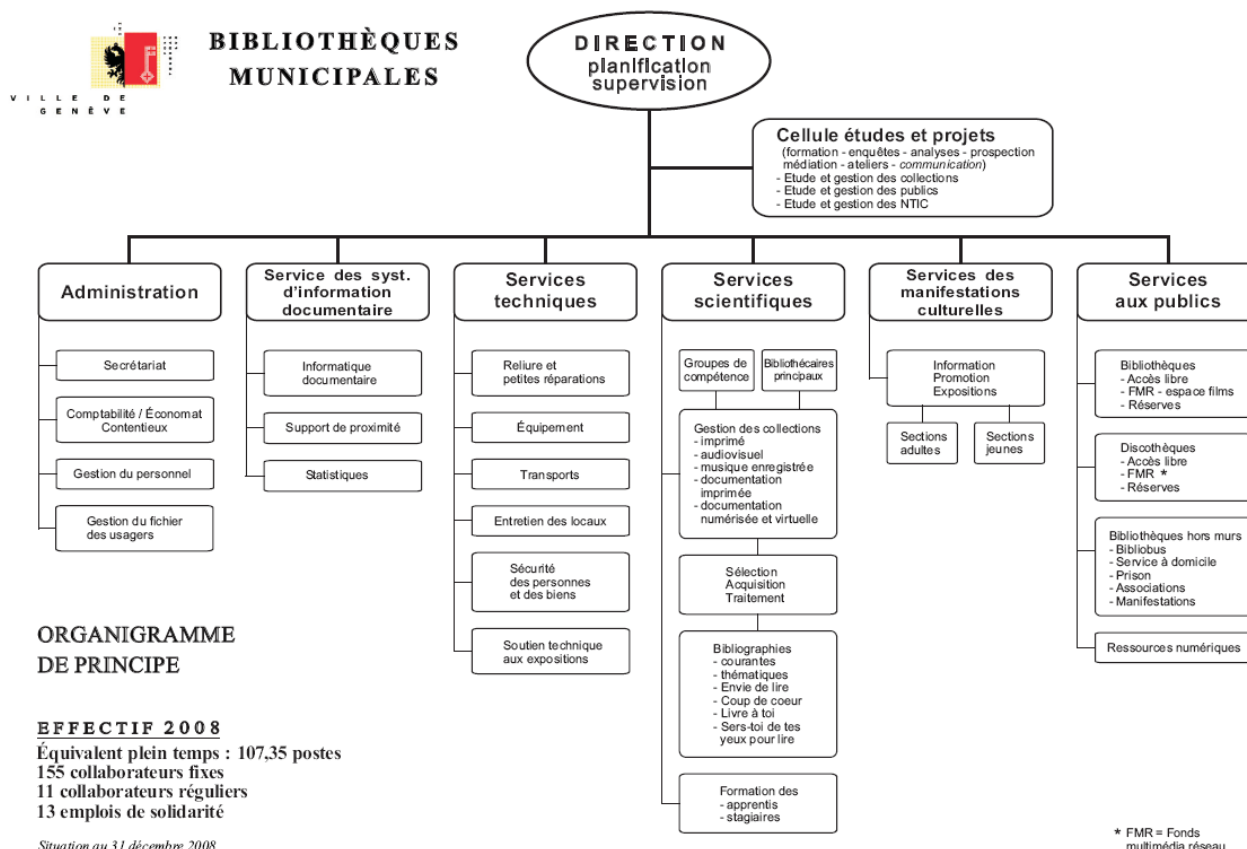 VILLE DE
GENÈVE
BIBLIOTHÈQUES
MUNICIPALES
DIRECTION
planification
supervision
Cellule études et projets
(formation - enquêtes - analyses - prospection
médiation - ateliers - communication)
- Etude et gestion des collections
- Etude et gestion des publics
- Etude et gestion des NTIC
Administration
Secrétariat
Comptabilité / Économat
Contentieux
Gestion du personnel
Gestion du fichier
des usagers
Service des syst.
d'information
documentaire
Informatique
documentaire
Support de proximité
Statistiques
Services
techniques
Reliure et
petites réparations
Équipement
Transports
Entretien des locaux
Sécurité
des personnes
et des biens
Soutien technique
aux expositions
Services
scientifiques
Groupes de
compétence
Bibliothécaires
principaux
Gestion des collections
- imprimé
- audiovisuel
- musique enregistrée
- documentation
imprimée
- documentation
numérisée et virtuelle
Sélection
Acquisition
Traitement
Bibliographies
- courantes
- thématiques
- Envie de lire
- Coup de coeur
- Livre à toi
- Sers-toi de tes
yeux pour lire
Formation des
- apprentis
- stagiaires
Services des
manifestations
culturelles
Information
Promotion
Expositions
Sections
adultes
Sections
jeunes
Services
aux publics
Bibliothèques
- Accès libre
- FMR - espace films
- Réserves
Discothèques
- Accès libre
- FMR *
- Réserves
Bibliothèques hors murs
- Bibliobus
- Service à domicile
- Prison
- Associations
- Manifestations
Ressources numériques
ORGANIGRAMME
DE PRINCIPE
EFFECTIF 2008
Équivalent plein temps : 107,35 postes
155 collaborateurs fixes
11 collaborateurs réguliers
13 emplois de solidarité
Situation au 31 décembre 2008
* FMR = Fonds
multimédia réseau